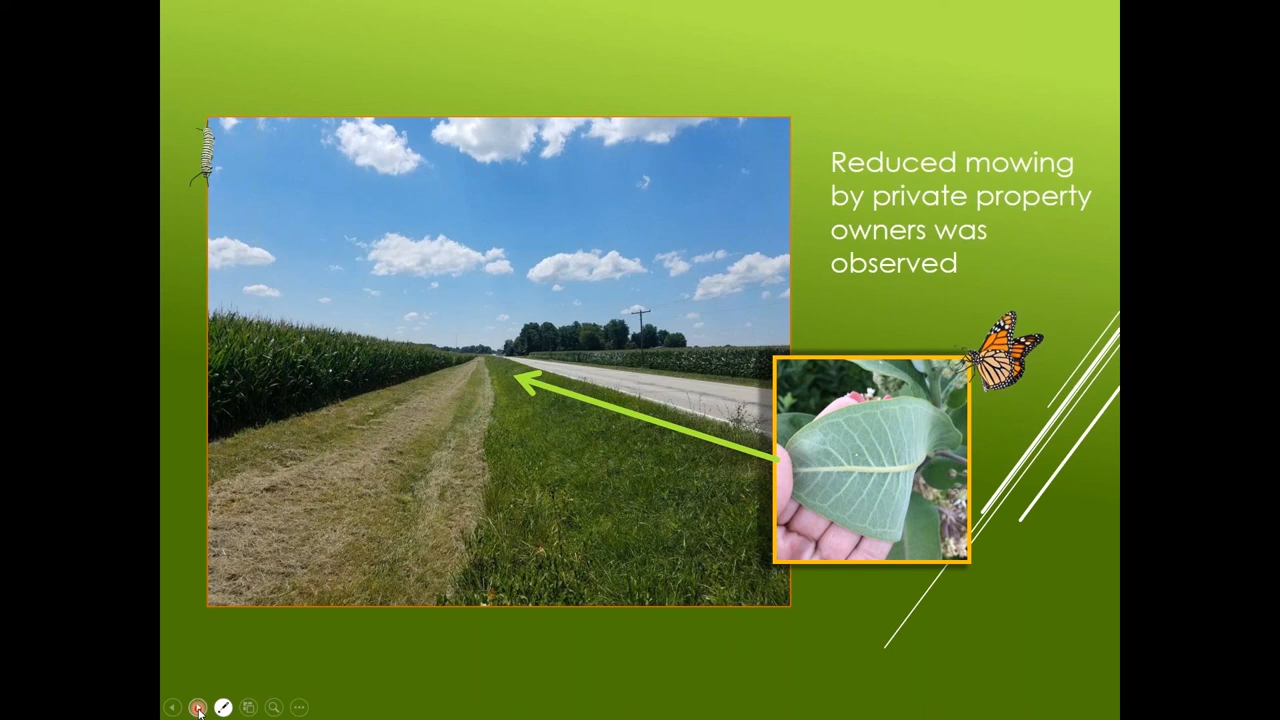 Reduced mowing
by private property
owners was
observed